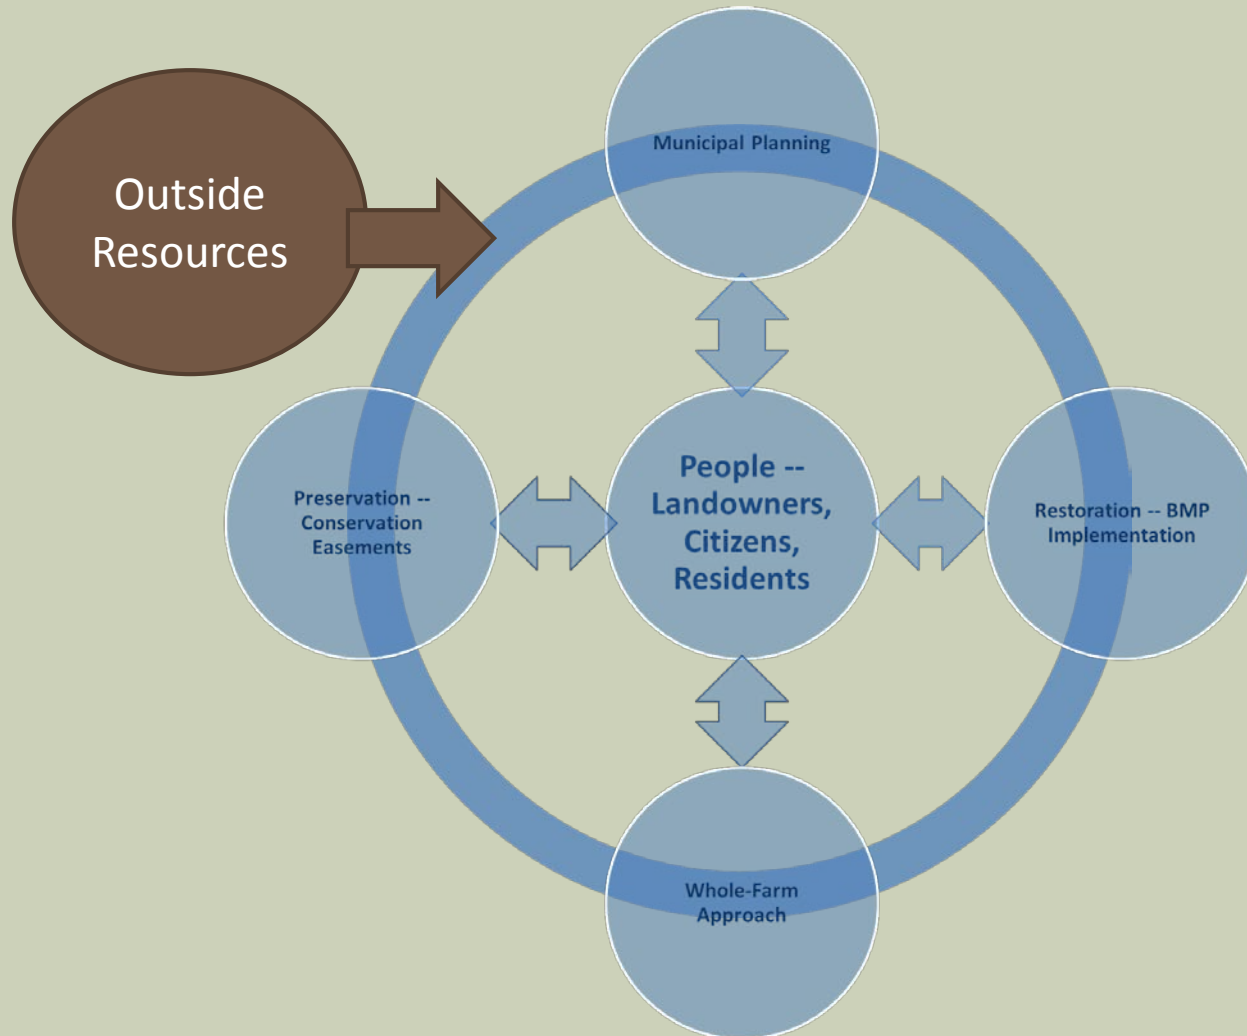 Municipal Planning
Outside
Resources
People --
Landowners,
Citizens,
Residents
Preservation --
Conservation
Easements
Restoration -- BMP
Implementation
Whole-Farm
Approach